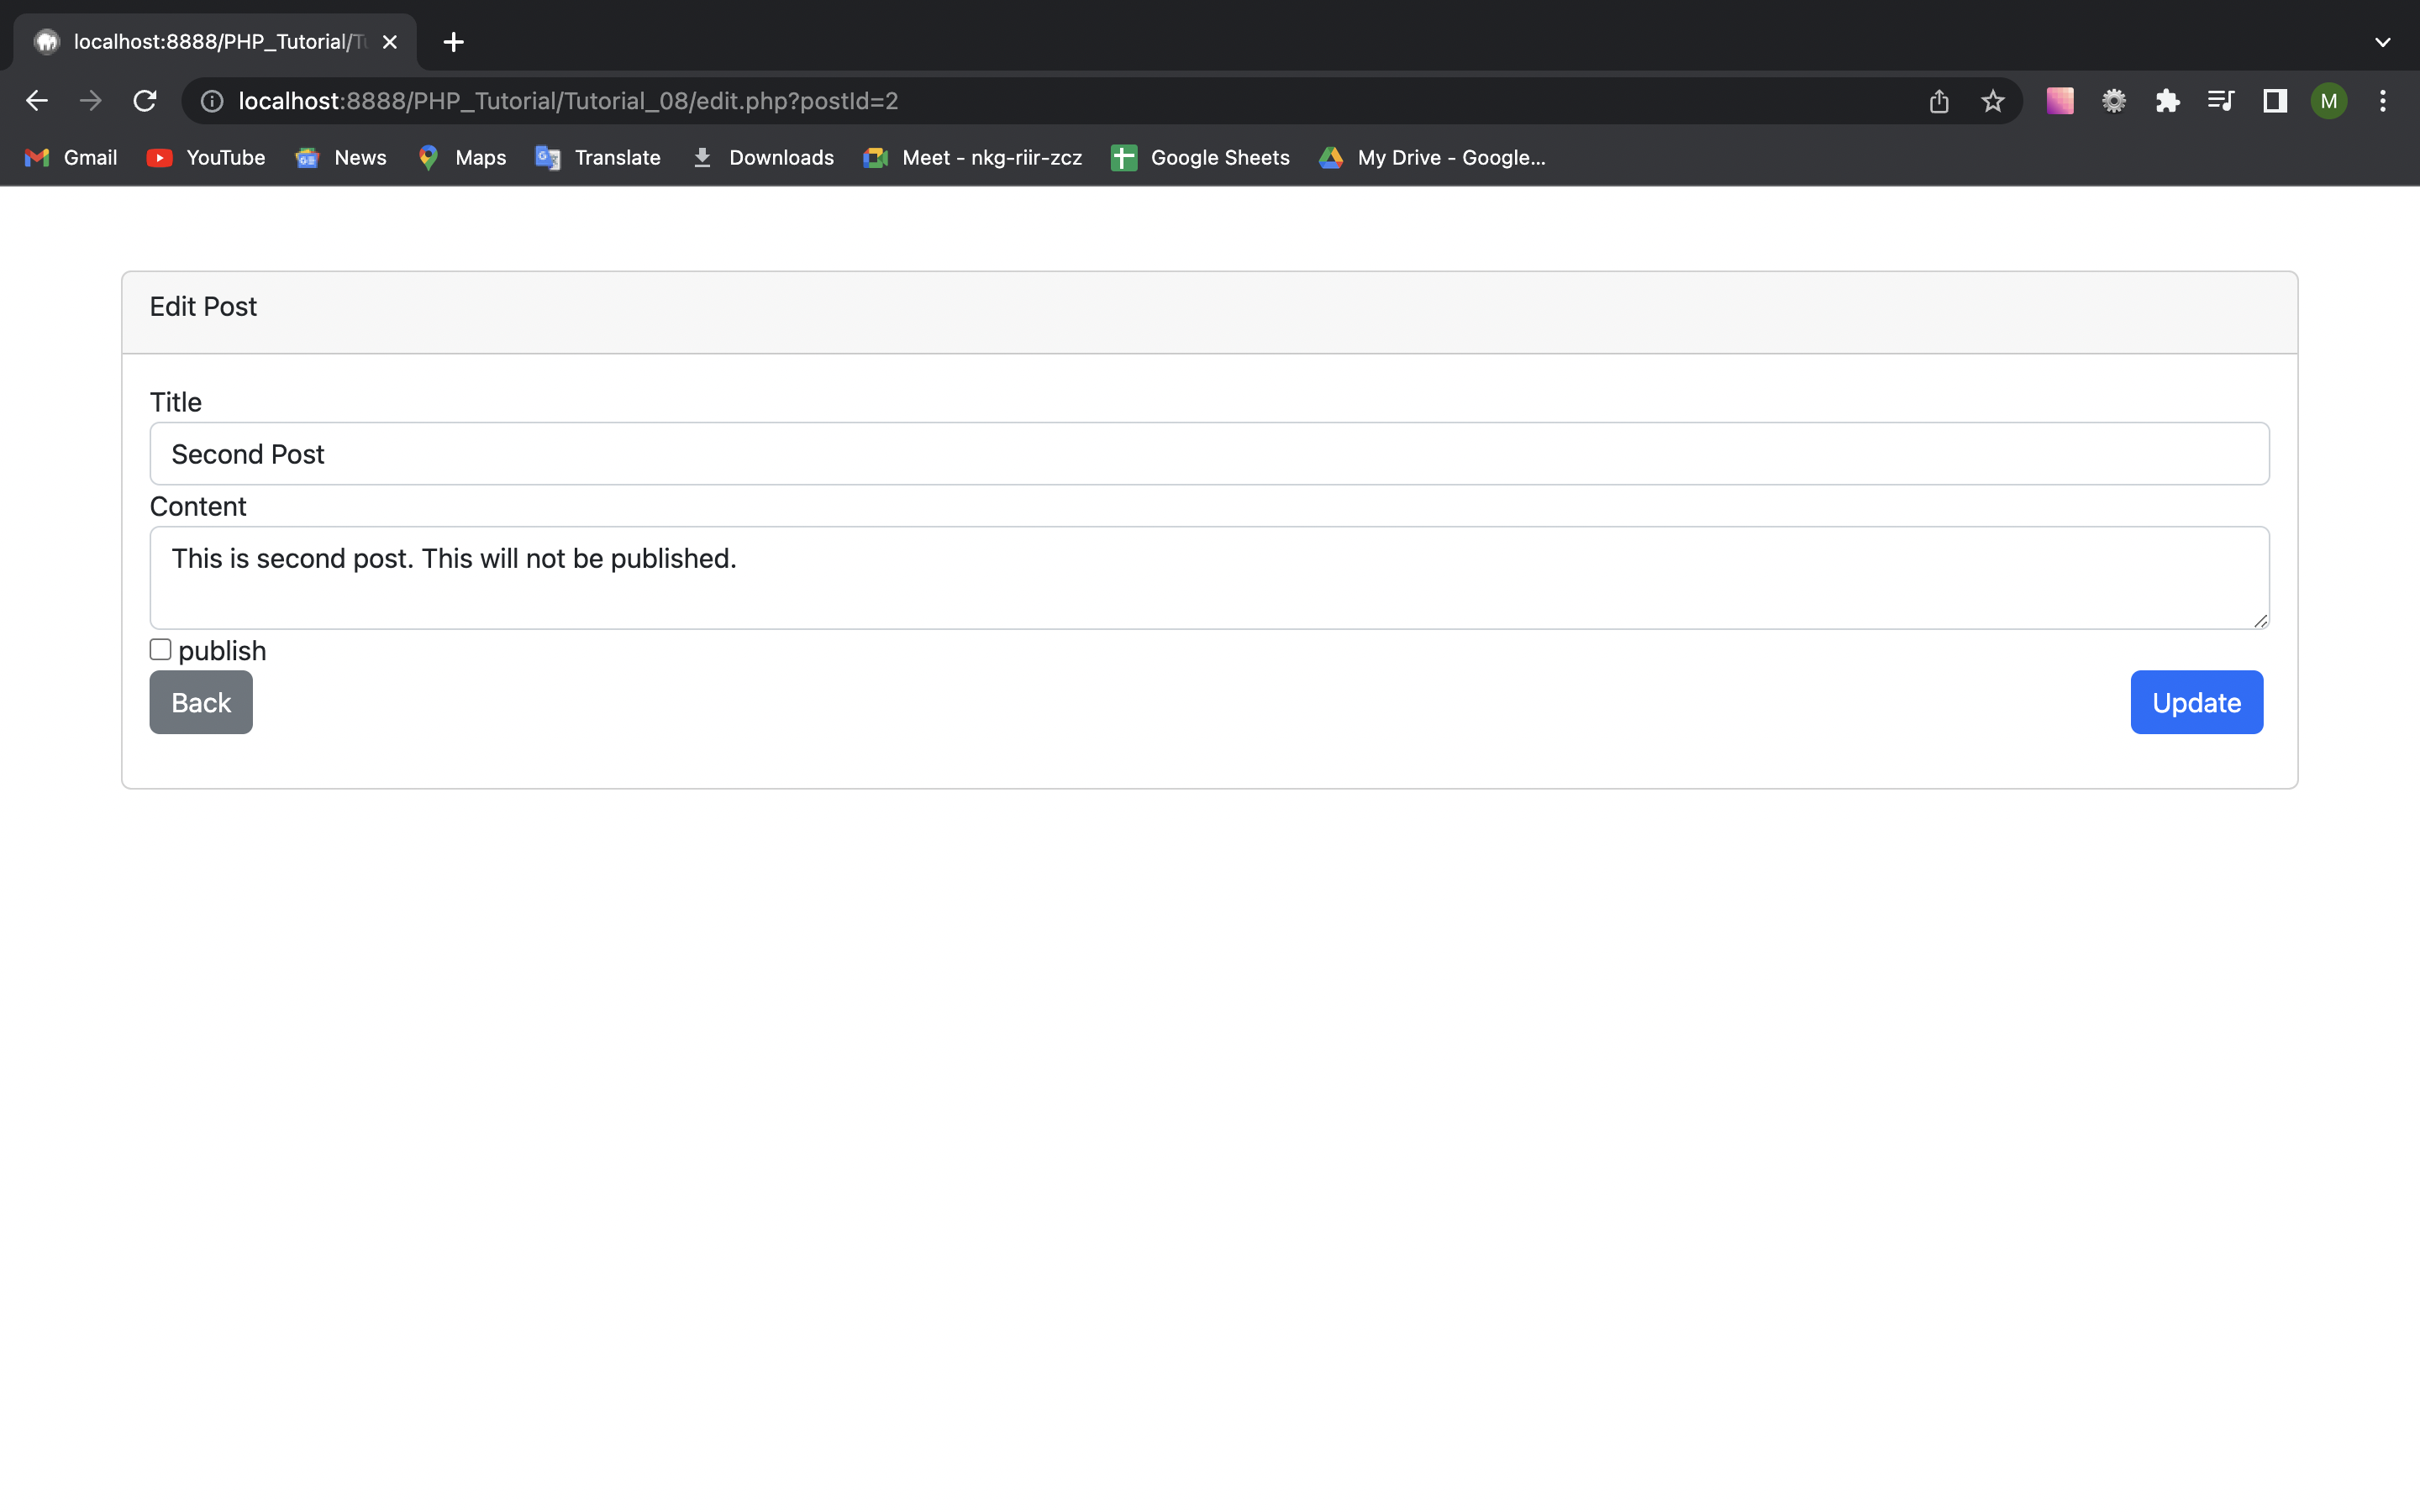 localhost:8888/PHP_Tutorial/Tu
localhost:8888/PHP_Tutorial/Tutorial_08/edit.php?postId=2
M
Gmail YouTube News Maps Translate Downloads Meet - nkg-riir-zcz Google Sheets My Drive - Google...
Edit Post
Title
Second Post
Content
This is second post. This will not be published.
publish
Back Update